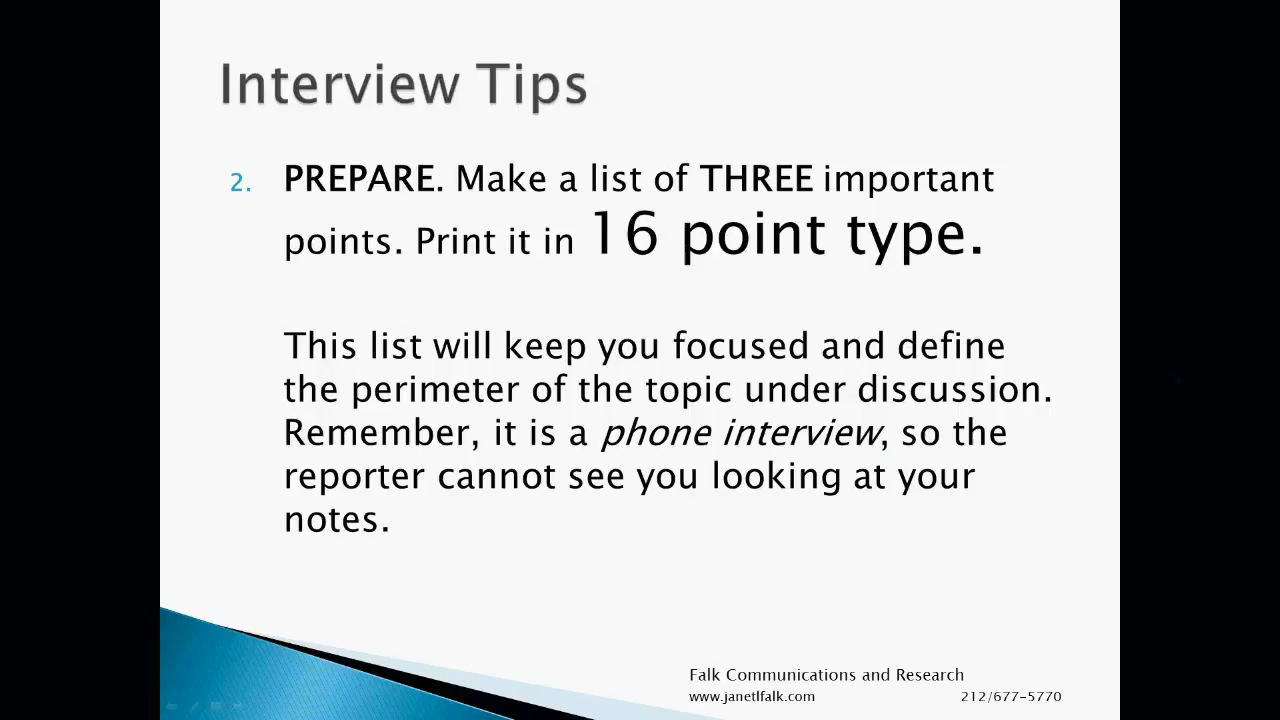 Interview Tips
2. PREPARE. Make a list of THREE important
points. Print it in 16 point type.
This list will keep you focused and define
the perimeter of the topic under discussion.
Remember, it is a phone interview, so the
reporter cannot see you looking at your
notes.
Falk Communications and Research
www.janetlfalk.com 212/677-5770